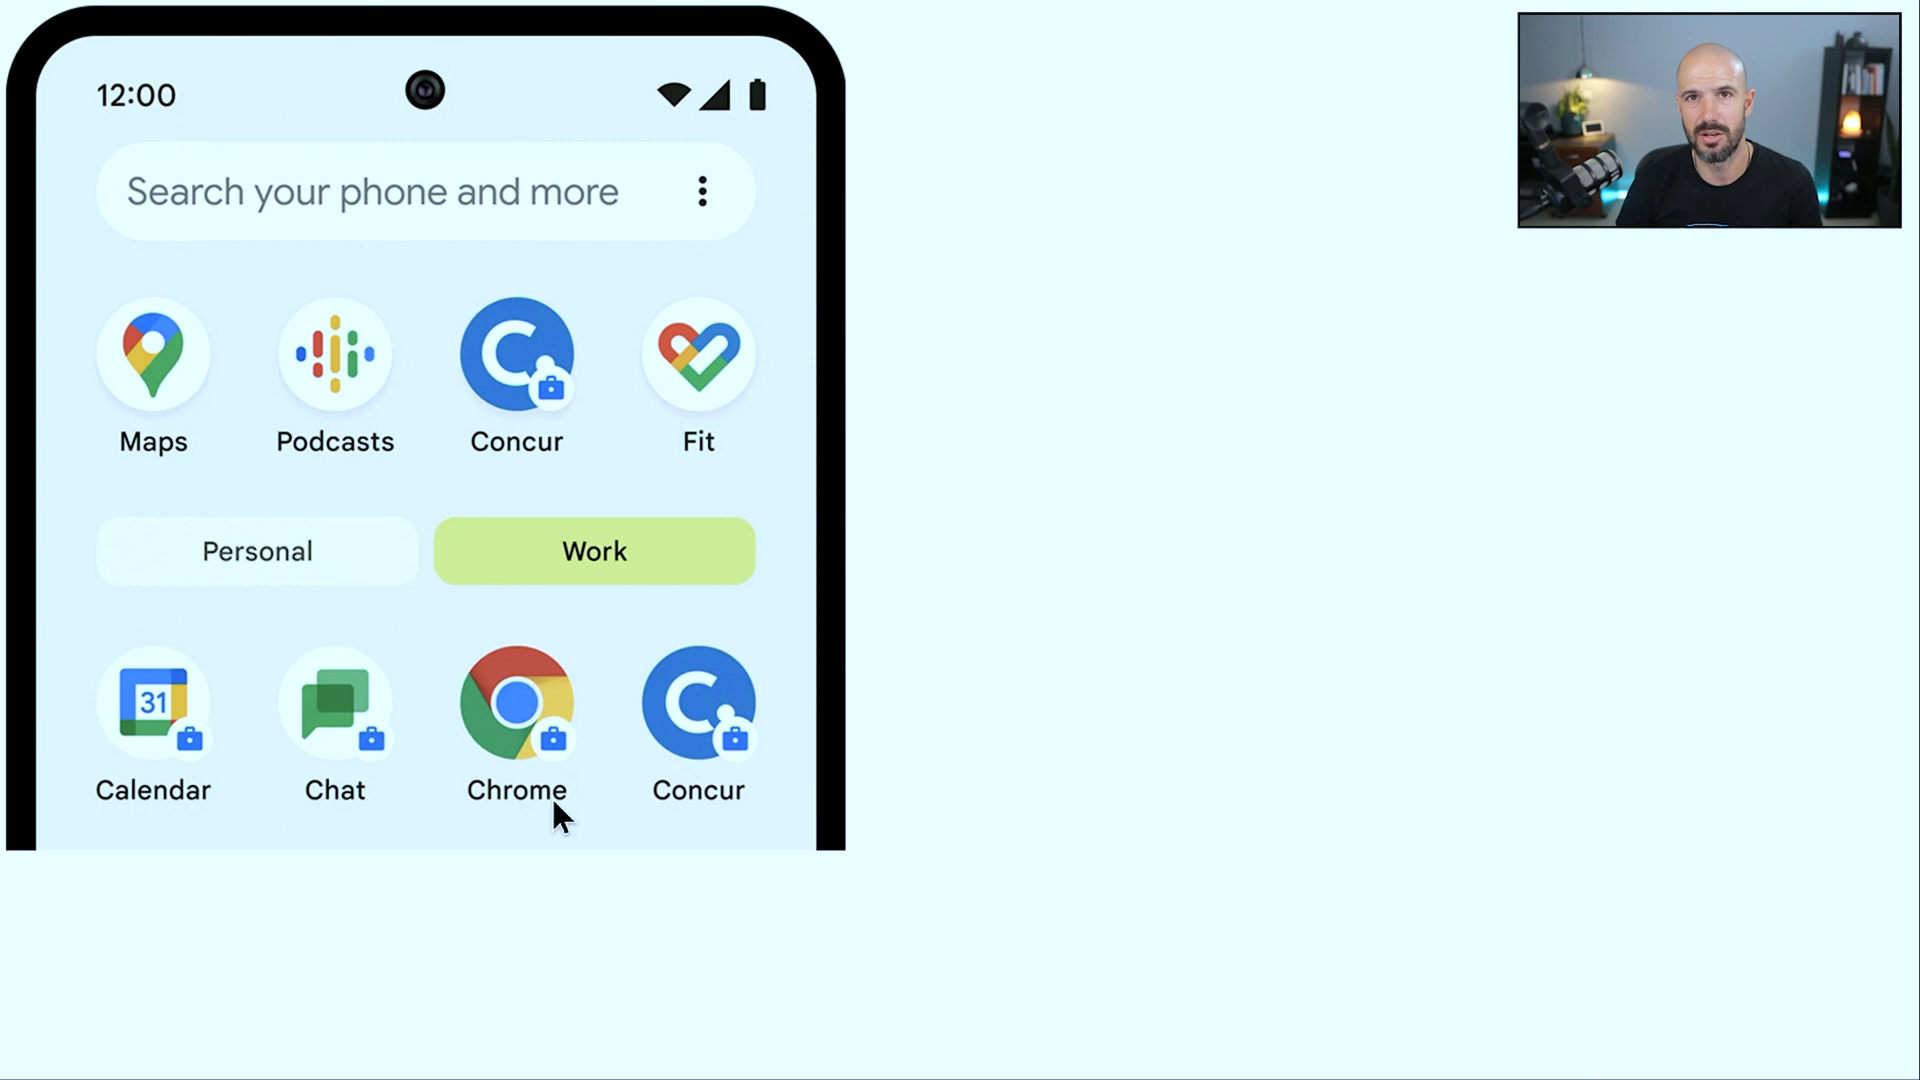 12:00
Search your phone and more
Maps
Podcasts
Concur
Fit
Personal
Work
31
Calendar
Chat
Chrome
Concur